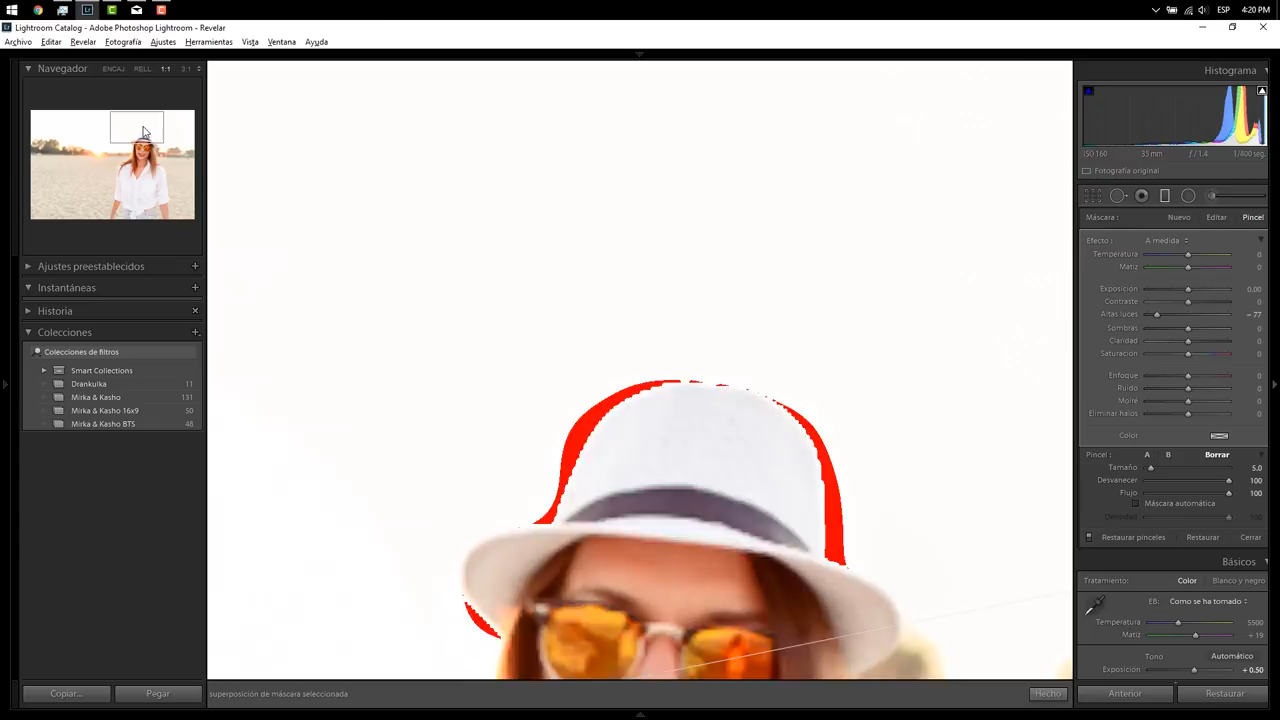 ESP 4:20 PM
Lightroom Catalog - Adobe Photoshop Lightroom - Revelar
Archivo Editar Revelar Fotografía Ajustes Herramientas Vista Ventana Ayuda
Navegador ENCAJ RELL 1:1 3:1
Ajustes preestablecidos
Instantáneas
Historia
Colecciones
Colecciones de filtros
Smart Collections
Drankulka 11
Mirka & Kasho 131
Mirka & Kasho 16x9 50
Mirka & Kasho BTS 48
Copiar... Pegar
superposición de máscara seleccionada
Hecho
Histograma
ISO 160 35 mm ƒ / 1.4 1/400 seg.
Fotografía original
Máscara : Nuevo Editar Pincel
Efecto : A medida
Temperatura 0
Matiz 0
Exposición 0,00
Contraste 0
Altas luces – 77
Sombras 0
Claridad 0
Saturación 0
Enfoque 0
Ruido 0
Moiré 0
Eliminar halos 0
Color
Pincel : A B Borrar
Tamaño 5,0
Desvanecer 100
Flujo 100
Máscara automática
Densidad 100
Restaurar pinceles Restaurar Cerrar
Básicos
Tratamiento: Color Blanco y negro
EB: Como se ha tomado
Temperatura 5500
Matiz + 19
Tono Automático
Exposición + 0.50
Anterior Restaurar